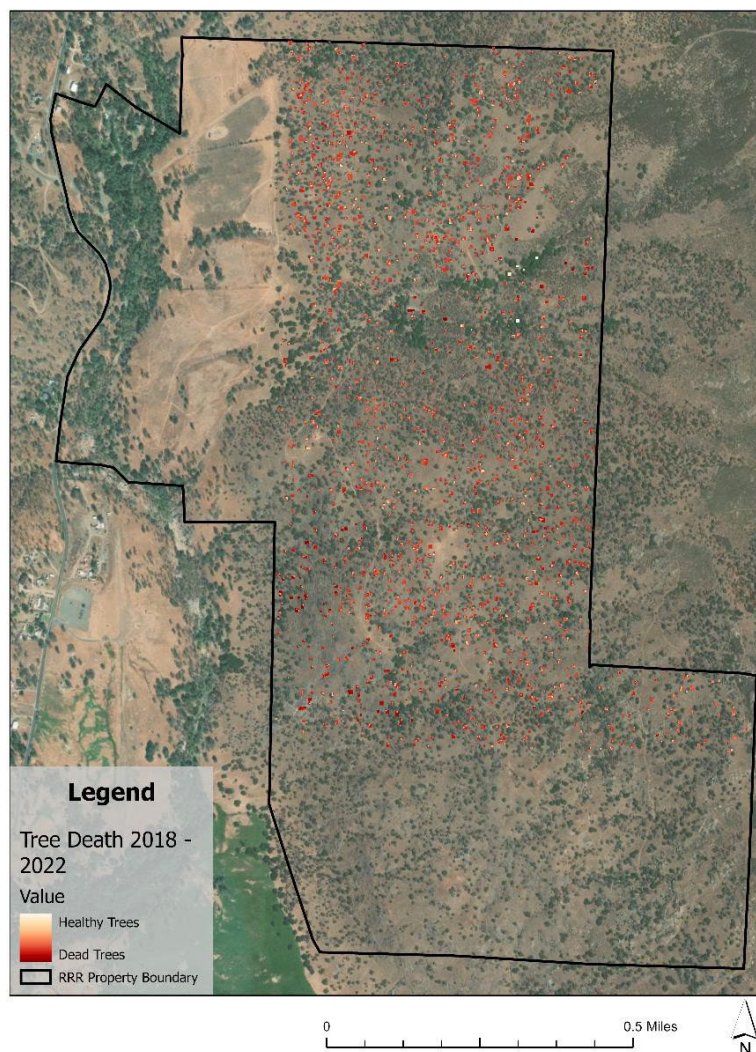 Legend
Tree Death 2018 -
2022
Value
Healthy Trees
Dead Trees
RRR Property Boundary
0
0.5 Miles
N